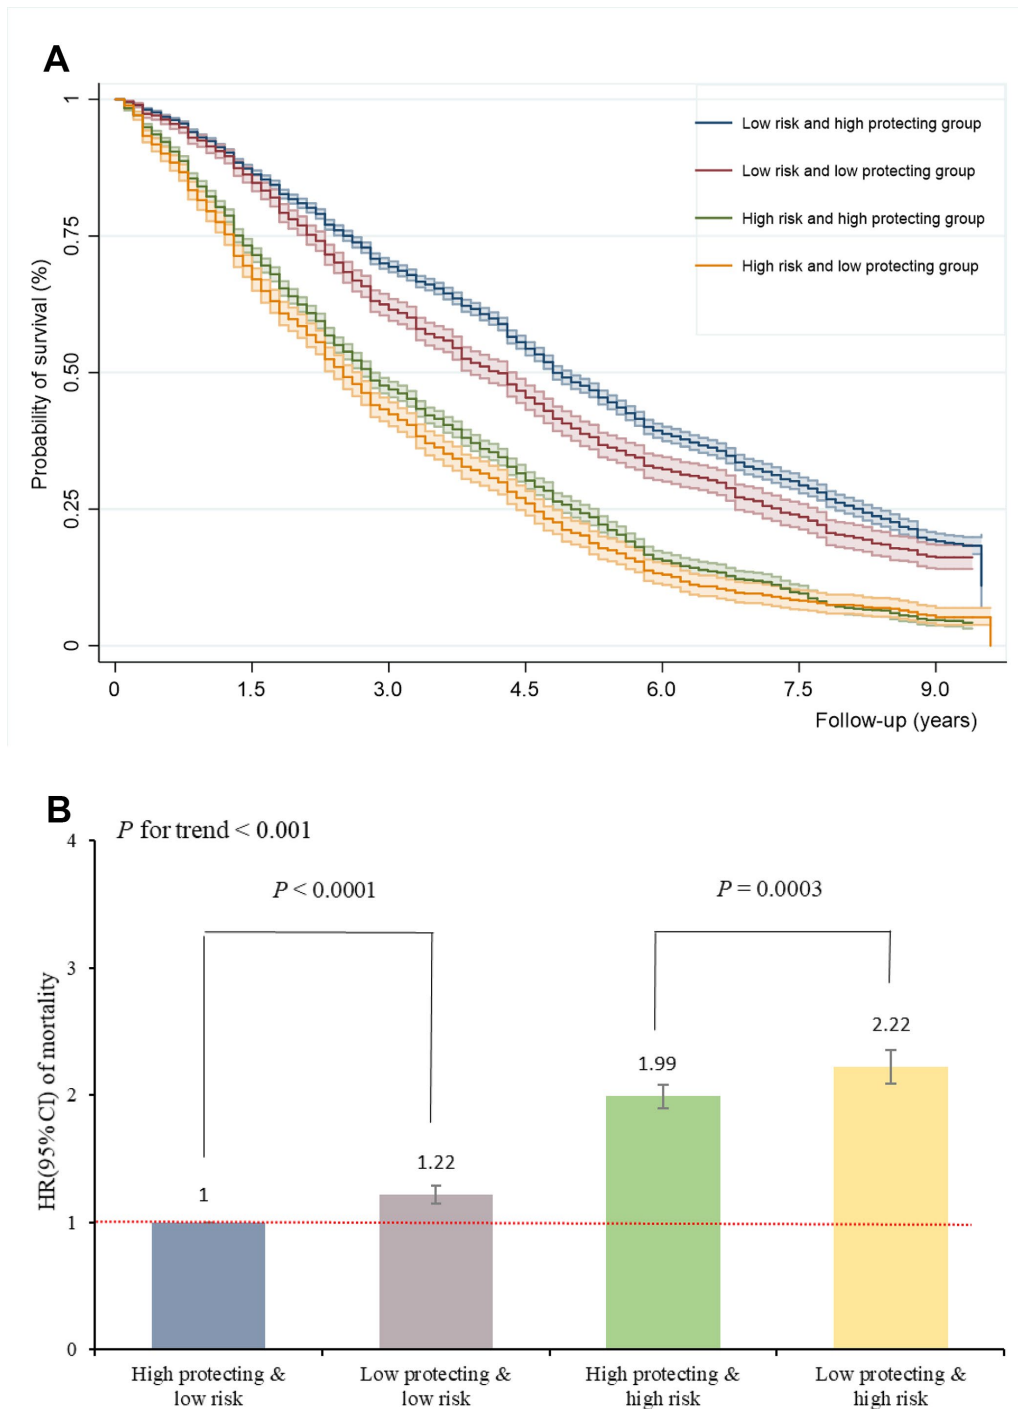 A
Probability of survival (%)
1
0.75
0.50
0.25
0
Low risk and high protecting group
Low risk and low protecting group
High risk and high protecting group
High risk and low protecting group
0 1.5 3.0 4.5 6.0 7.5 9.0
Follow-up (years)
B
P for trend < 0.001
P < 0.0001
P = 0.0003
HR(95% CI) of mortality
4
3
2
1
0
1
1.22
1.99
2.22
High protecting & low risk
Low protecting & low risk
High protecting & high risk
Low protecting & high risk